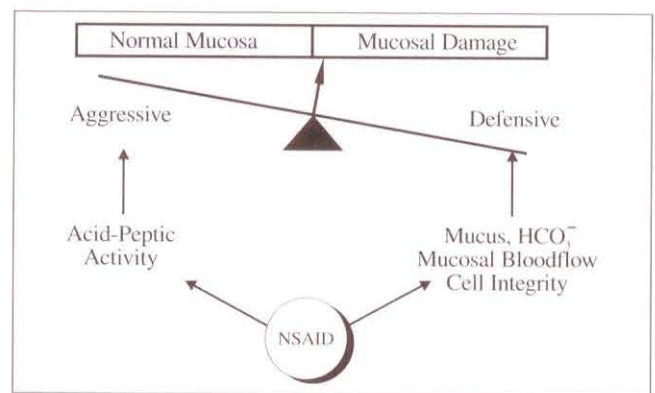 Normal Mucosa
Mucosal Damage
Aggressive
Defensive
Acid-Peptic
Activity
Mucus, HCO₃⁻
Mucosal Bloodflow
Cell Integrity
NSAID